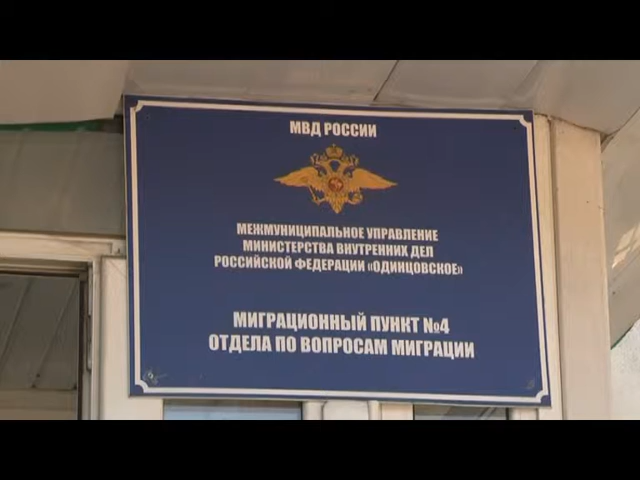 МВД РОССИИ
МЕЖМУНИЦИПАЛЬНОЕ УПРАВЛЕНИЕ
МИНИСТЕРСТВА ВНУТРЕННИХ ДЕЛ
РОССИЙСКОЙ ФЕДЕРАЦИИ «ОДИНЦОВСКОЕ»
МИГРАЦИОННЫЙ ПУНКТ №4
ОТДЕЛА ПО ВОПРОСАМ МИГРАЦИИ